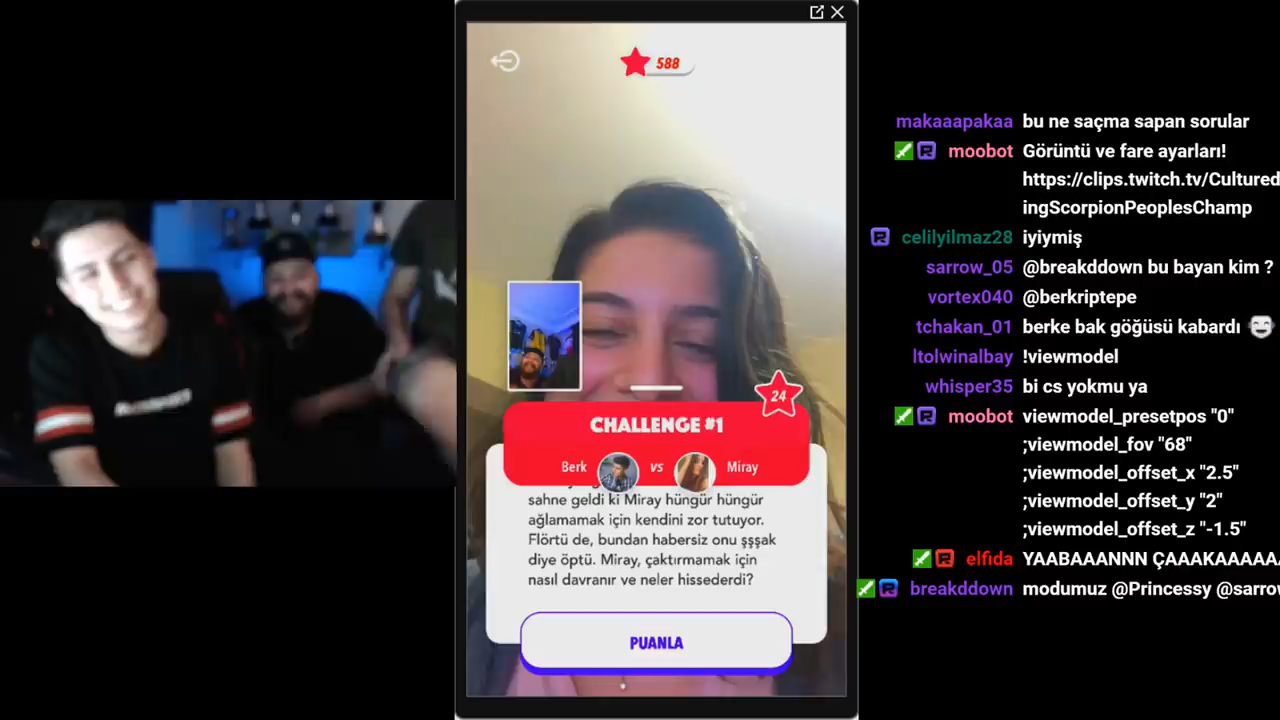 588
24
CHALLENGE #1
Berk vs Miray
sahne geldi ki Miray hüngür hüngür
ağlamamak için kendini zor tutuyor.
Flörtü de, bundan habersiz onu şşşak
diye öptü. Miray, çaktırmamak için
nasıl davranır ve neler hissederdi?
PUANLA
makaaapakaa bu ne saçma sapan sorular
moobot Görüntü ve fare ayarları!
https://clips.twitch.tv/Cultured
ingScorpionPeoplesChamp
celilyilmaz28 iyiymiş
sarrow_05 @breakddown bu bayan kim ?
vortex040 @berkriptepe
tchakan_01 berke bak göğüsü kabardı
ltolwinalbay !viewmodel
whisper35 bi cs yokmu ya
moobot viewmodel_presetpos "0"
;viewmodel_fov "68"
;viewmodel_offset_x "2.5"
;viewmodel_offset_y "2"
;viewmodel_offset_z "-1.5"
elfida YAABAAANNN ÇAAAKAAAAA
breakddown modumuz @Princessy @sarrow